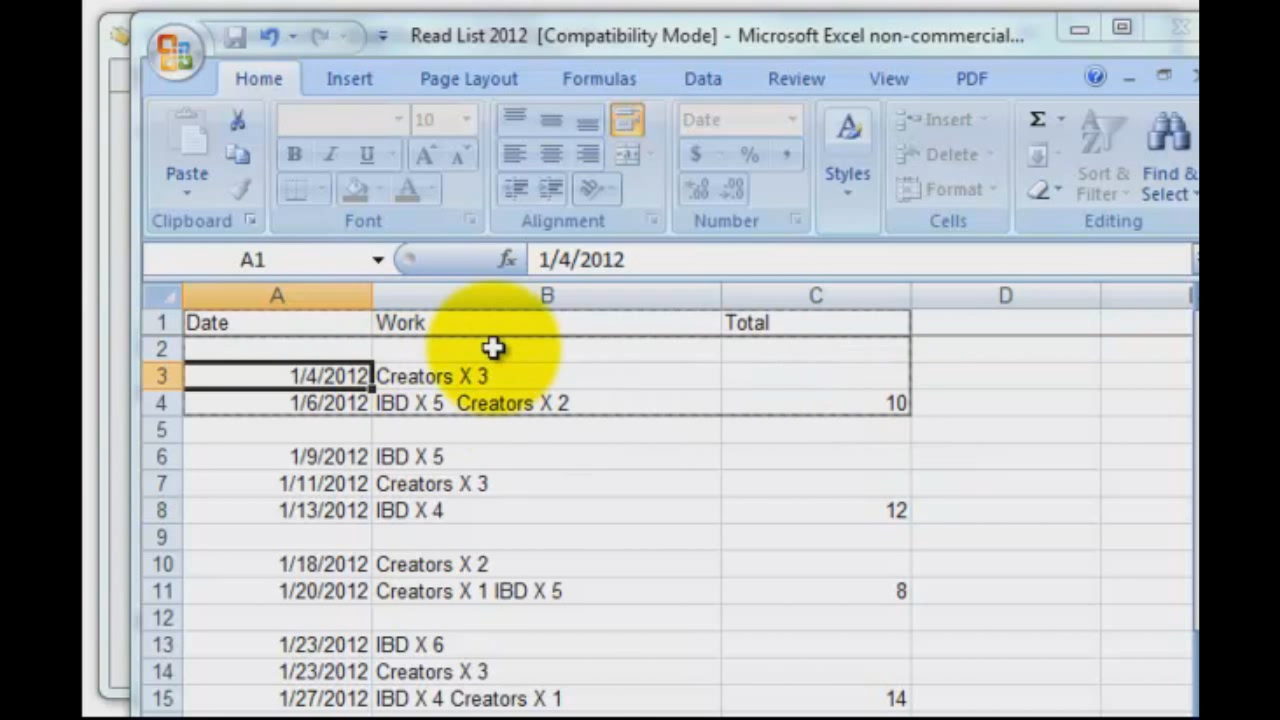 Read List 2012 [Compatibility Mode] - Microsoft Excel non-commercial...
Home Insert Page Layout Formulas Data Review View PDF
10 Date Σ
Insert
Paste B I U A A $ % , Styles Delete Sort & Find &
A Format Filter Select
Clipboard Font Alignment Number Cells Editing
A1 fx 1/4/2012
A B C D
1 Date Work Total
2
3 1/4/2012 Creators X 3
4 1/6/2012 IBD X 5 Creators X 2 10
5
6 1/9/2012 IBD X 5
7 1/11/2012 Creators X 3
8 1/13/2012 IBD X 4 12
9
10 1/18/2012 Creators X 2
11 1/20/2012 Creators X 1 IBD X 5 8
12
13 1/23/2012 IBD X 6
14 1/23/2012 Creators X 3
15 1/27/2012 IBD X 4 Creators X 1 14